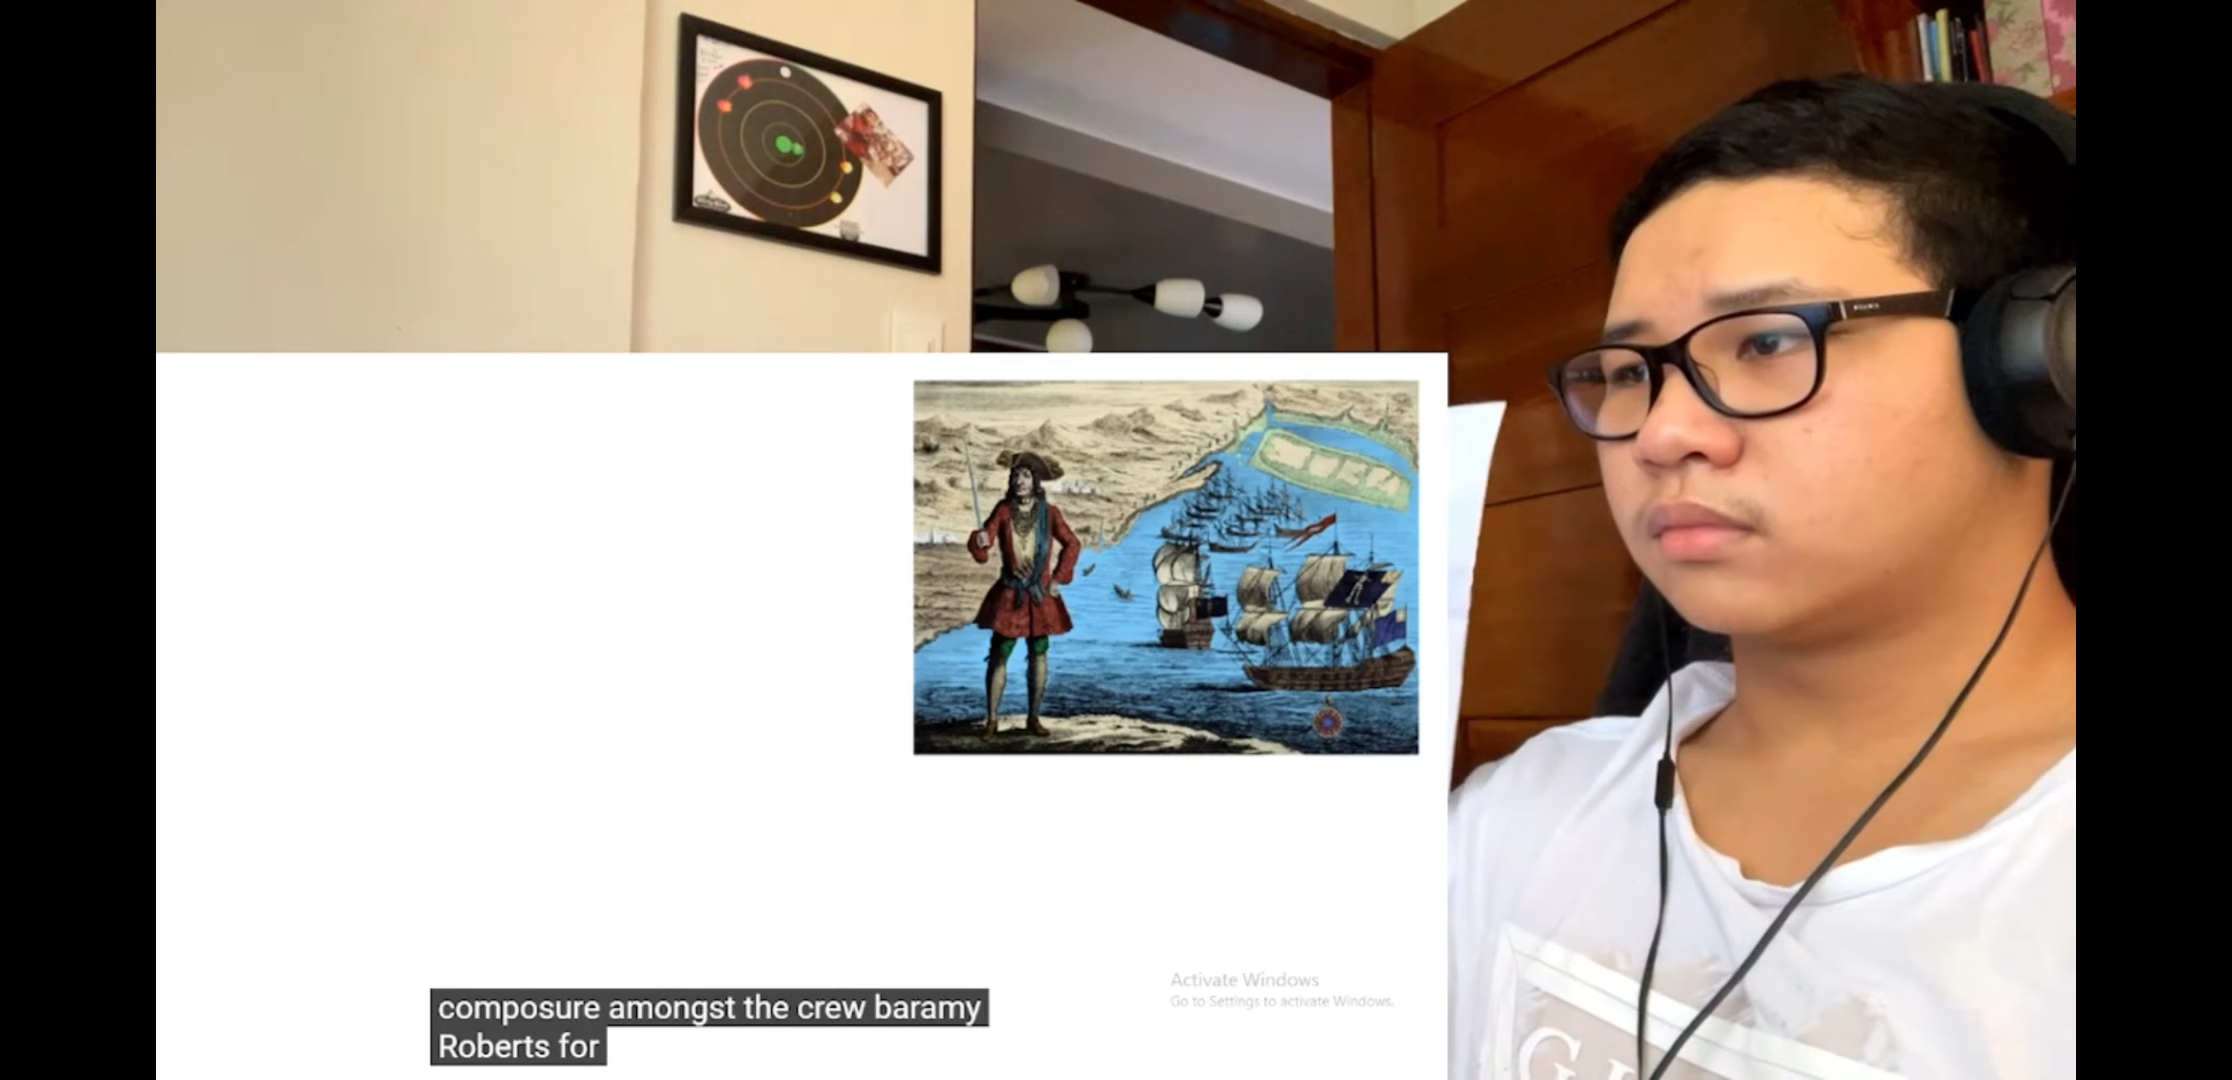 Activate Windows
Go to Settings to activate Windows.
composure amongst the crew baramy
Roberts for